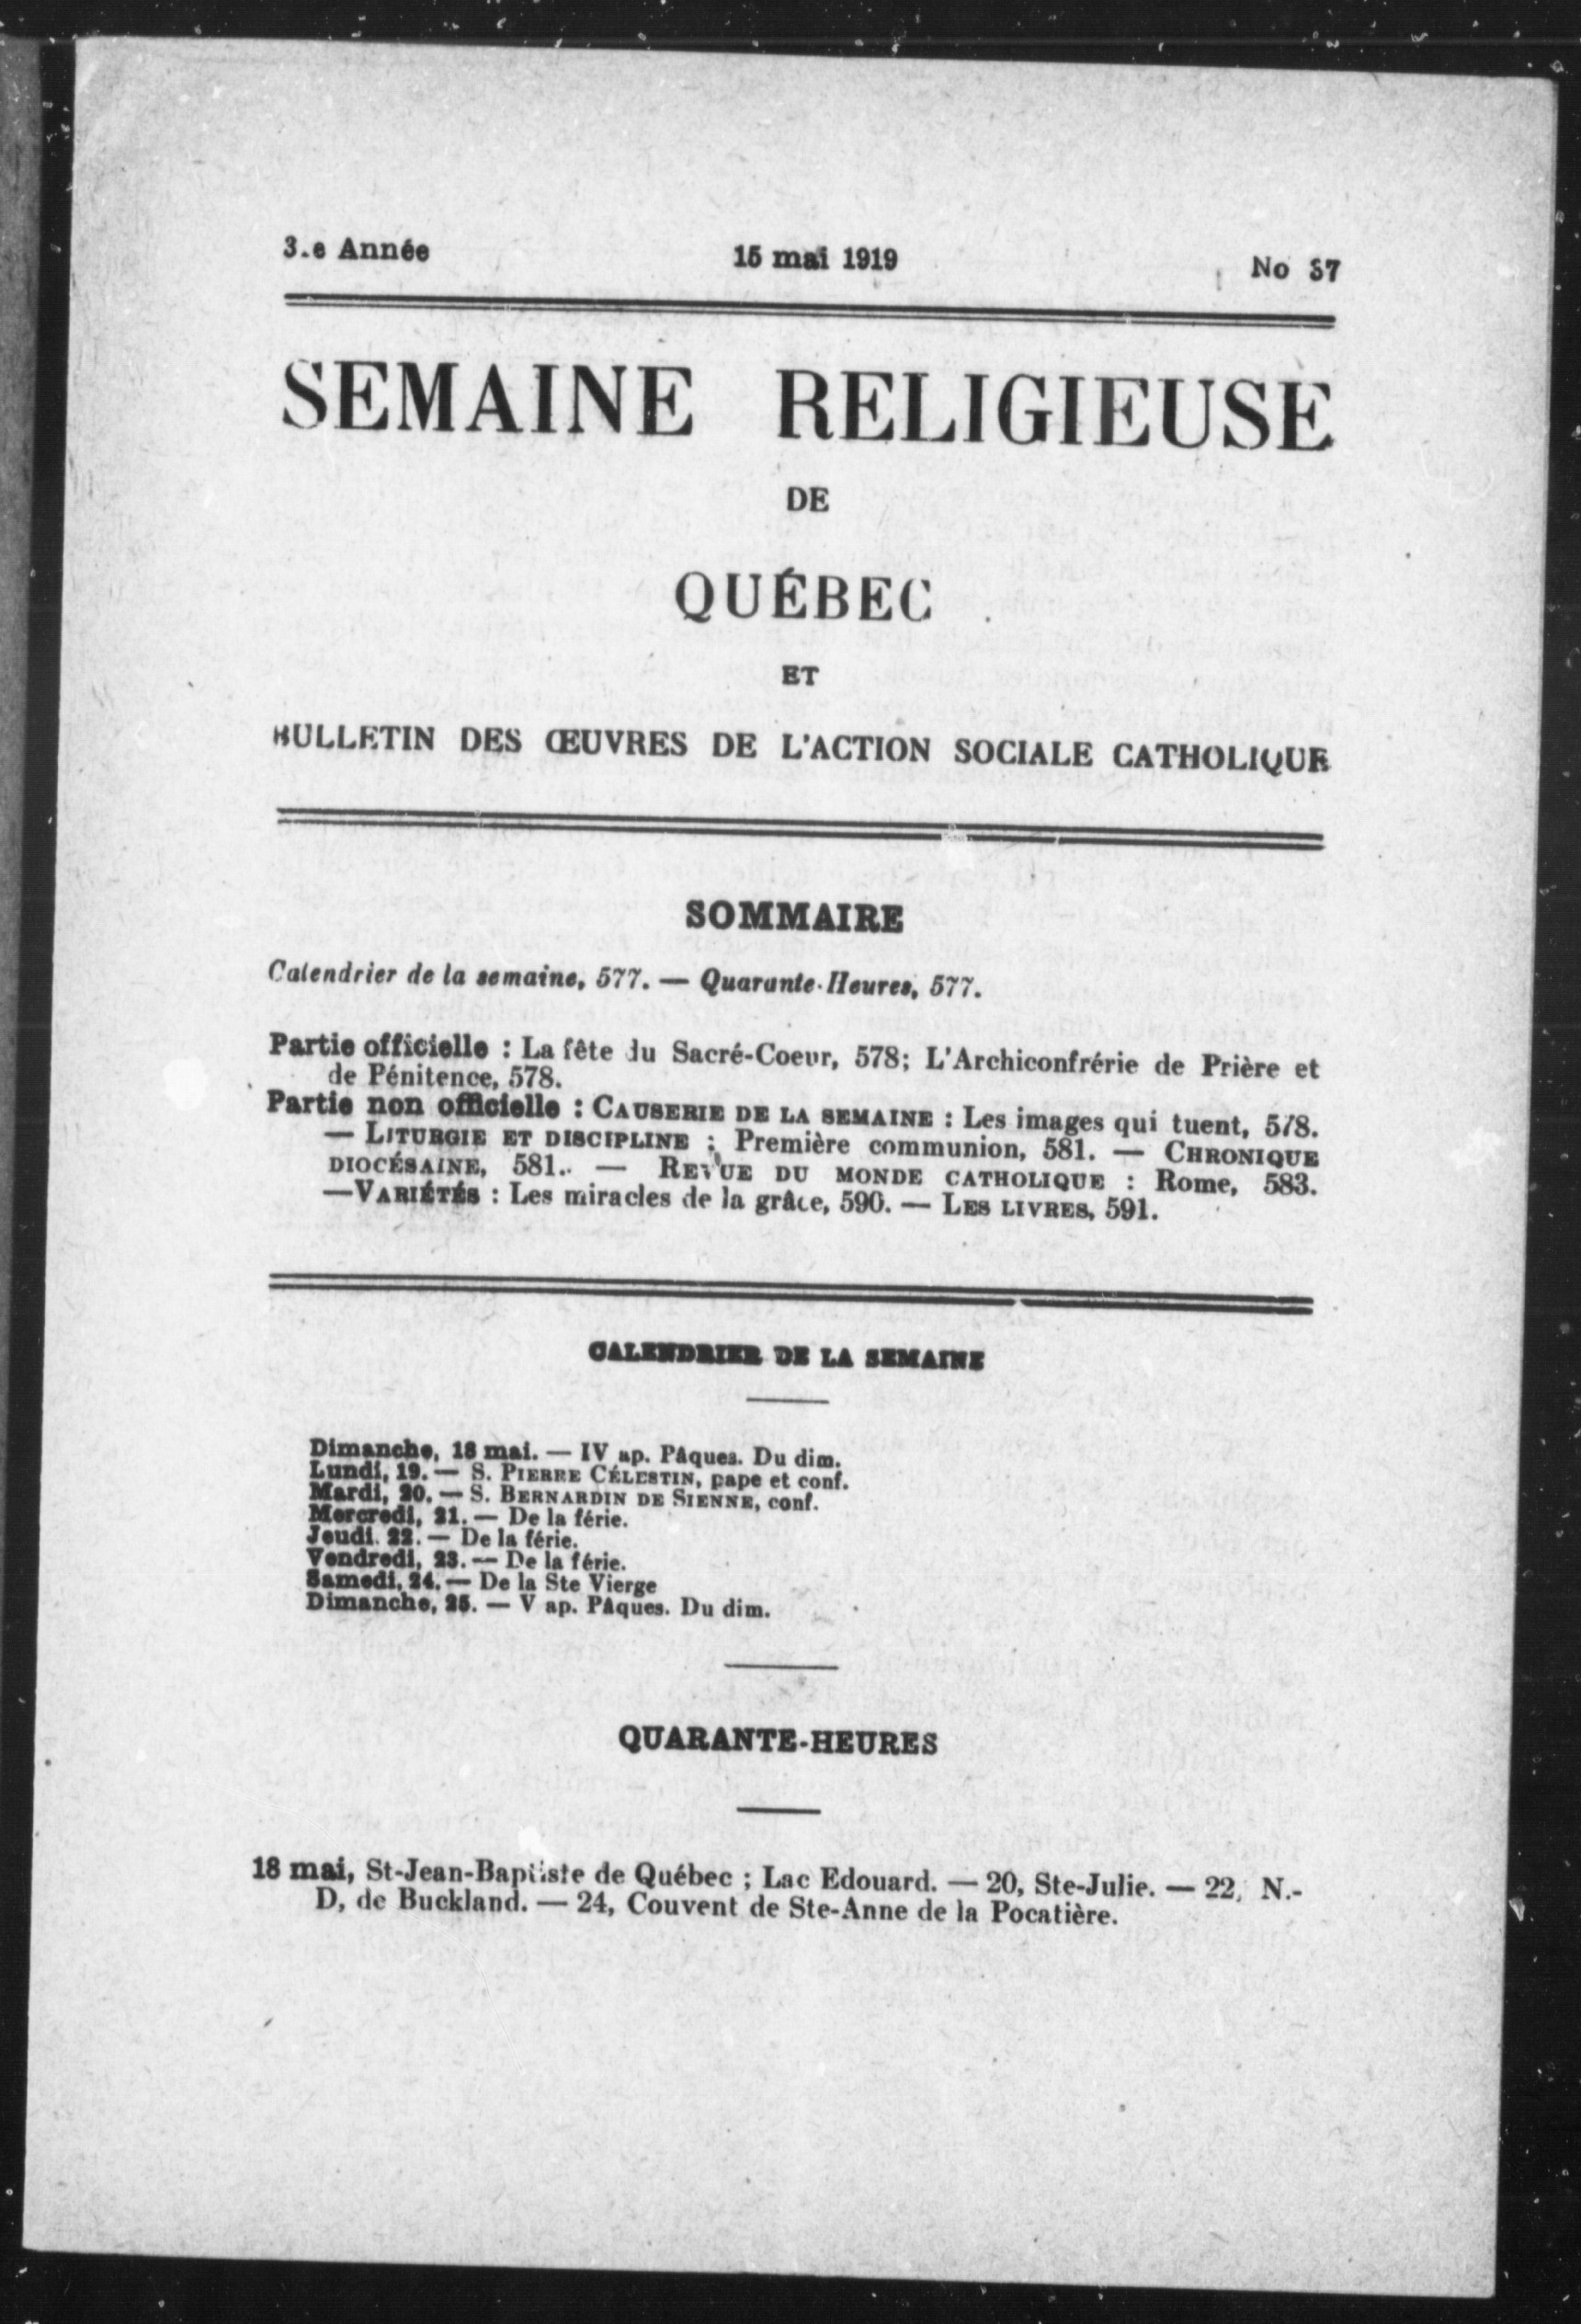 3.e Année 15 mai 1919 No 37
SEMAINE RELIGIEUSE
DE
QUÉBEC
ET
BULLETIN DES ŒUVRES DE L'ACTION SOCIALE CATHOLIQUE
SOMMAIRE
Calendrier de la semaine, 577. — Quarante-Heures, 577.
Partie officielle : La fête du Sacré-Coeur, 578; L'Archiconfrérie de Prière et
de Pénitence, 578.
Partie non officielle : CAUSERIE DE LA SEMAINE : Les images qui tuent, 578.
— LITURGIE ET DISCIPLINE : Première communion, 581. — CHRONIQUE
DIOCÉSAINE, 581. — REVUE DU MONDE CATHOLIQUE : Rome, 583.
—VARIÉTÉS : Les miracles de la grâce, 590. — LES LIVRES, 591.
CALENDRIER DE LA SEMAINE
Dimanche, 18 mai. — IV ap. Pâques. Du dim.
Lundi, 19. — S. PIERRE CÉLESTIN, pape et conf.
Mardi, 20. — S. BERNARDIN DE SIENNE, conf.
Mercredi, 21. — De la férie.
Jeudi. 22. — De la férie.
Vendredi, 23. — De la férie.
Samedi, 24. — De la Ste Vierge
Dimanche, 25. — V ap. Pâques. Du dim.
QUARANTE-HEURES
18 mai, St-Jean-Baptiste de Québec ; Lac Edouard. — 20, Ste-Julie. — 22, N.-
D, de Buckland. — 24, Couvent de Ste-Anne de la Pocatière.